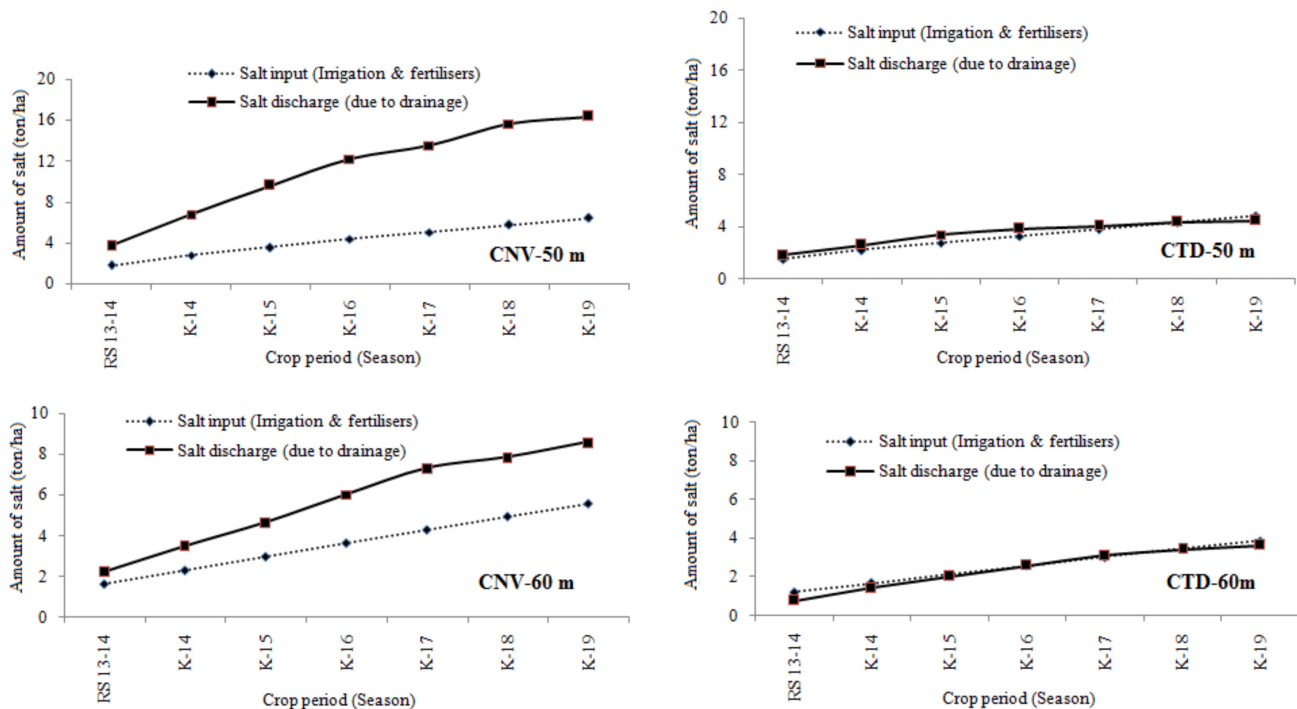 Salt input (Irrigation & fertilisers)
Salt discharge (due to drainage)
Amount of salt (ton/ha)
20
16
12
8
4
0
CNV-50 m
RS 13-14
K-14
K-15
K-16
K-17
K-18
K-19
Crop period (Season)
Salt input (Irrigation & fertilisers)
Salt discharge (due to drainage)
Amount of salt (ton/ha)
20
16
12
8
4
0
CTD-50 m
RS 13-14
K-14
K-15
K-16
K-17
K-18
K-19
Crop period (Season)
Salt input (Irrigation & fertilisers)
Salt discharge (due to drainage)
Amount of salt (ton/ha)
10
8
6
4
2
0
CNV-60 m
RS 13-14
K-14
K-15
K-16
K-17
K-18
K-19
Crop period (Season)
Salt input (Irrigation & fertilisers)
Salt discharge (due to drainage)
Amount of salt (ton/ha)
10
8
6
4
2
0
CTD-60m
RS 13-14
K-14
K-15
K-16
K-17
K-18
K-19
Crop period (Season)